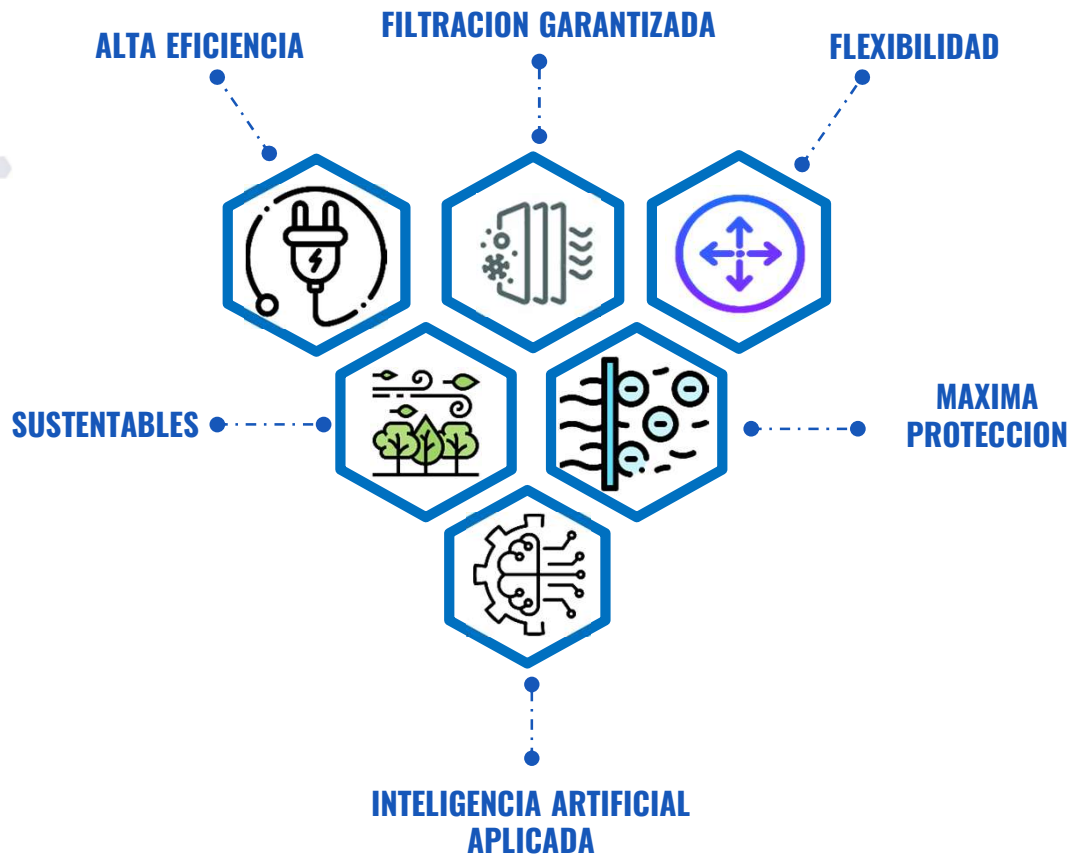 ALTA EFICIENCIA
FILTRACION GARANTIZADA
FLEXIBILIDAD
SUSTENTABLES
MAXIMA
PROTECCION
INTELIGENCIA ARTIFICIAL
APLICADA